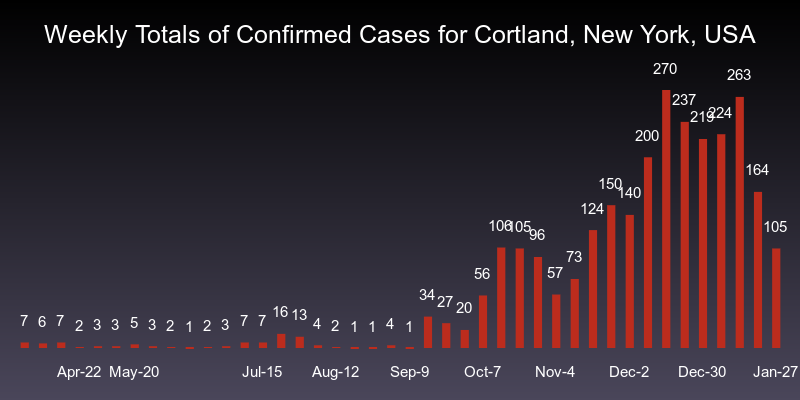 Weekly Totals of Confirmed Cases for Cortland, New York, USA
7 6 7 2 3 3 5 3 2 1 2 3 7 7 16 13 4 2 1 1 4 1 34 27 20 56 106 105 96 57 73 124 150 140 200 270 237 219 224 263 164 105
Apr-22 May-20 Jul-15 Aug-12 Sep-9 Oct-7 Nov-4 Dec-2 Dec-30 Jan-27